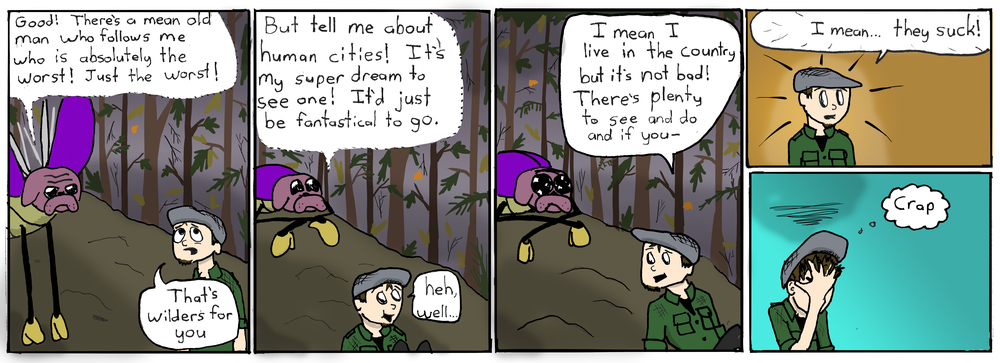 Good! There's a mean old
man who follows me
who is absolutely the
worst! Just the worst!
That's
wilders for
you
But tell me about
human cities! It's
my super dream to
see one! It'd just
be fantastical to go.
heh,
well...
I mean I
live in the country
but it's not bad!
There's plenty
to see and do
and if you-
I mean... they suck!
Crap